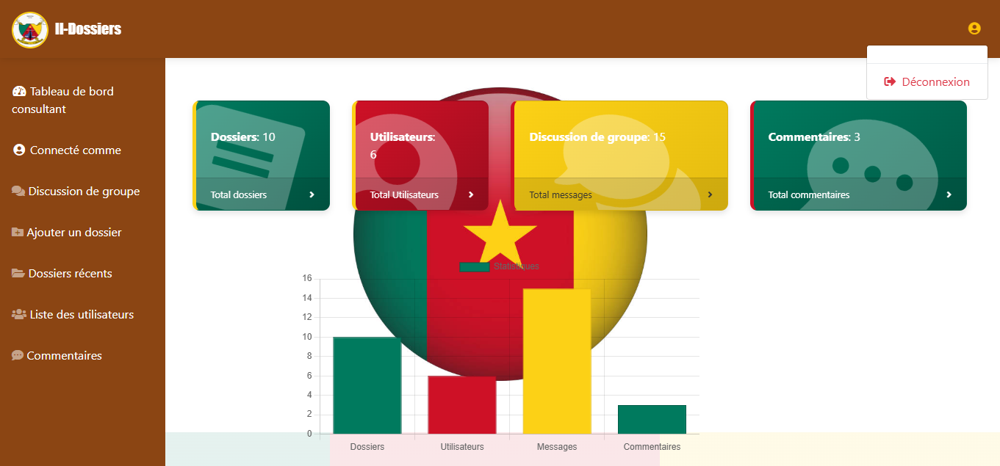 II-Dossiers
Déconnexion
Tableau de bord
consultant
Connecté comme
Discussion de groupe
Ajouter un dossier
Dossiers récents
Liste des utilisateurs
Commentaires
Dossiers: 10
Total dossiers
Utilisateurs:
6
Total Utilisateurs
Discussion de groupe: 15
Total messages
Commentaires: 3
Total commentaires
Statistiques
16
14
12
10
8
6
4
2
0
Dossiers
Utilisateurs
Messages
Commentaires